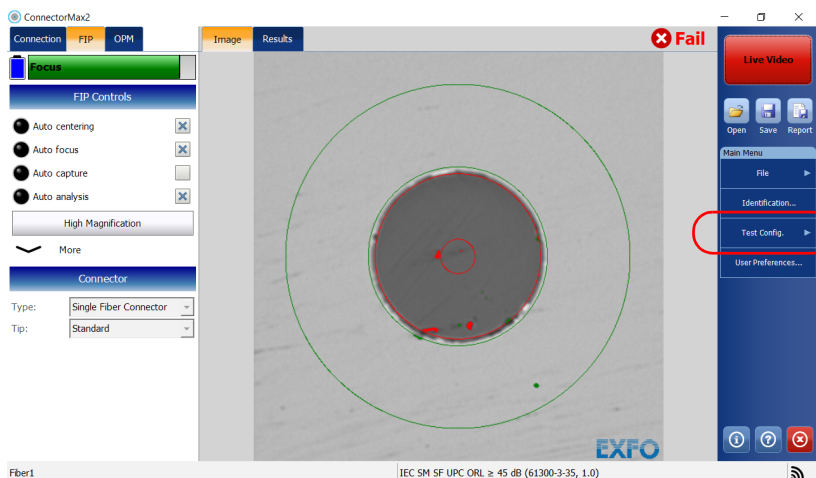 ConnectorMax2
Connection FIP OPM
Image Results
Fail
Focus
Live Video
FIP Controls
Auto centering
Auto focus
Auto capture
Auto analysis
High Magnification
More
Connector
Type: Single Fiber Connector
Tip: Standard
Open Save Report
Main Menu
File
Identification...
Test Config.
User Preferences...
EXFO
Fiber1
IEC SM SF UPC ORL ≥ 45 dB (61300-3-35, 1.0)